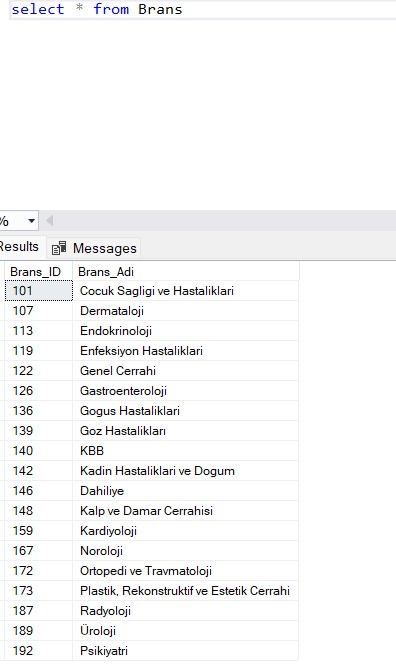 select * from Brans
%
Results Messages
Brans_ID Brans_Adi
101 Cocuk Sagligi ve Hastaliklari
107 Dermataloji
113 Endokrinoloji
119 Enfeksiyon Hastaliklari
122 Genel Cerrahi
126 Gastroenteroloji
136 Gogus Hastaliklari
139 Goz Hastalikları
140 KBB
142 Kadin Hastaliklari ve Dogum
146 Dahiliye
148 Kalp ve Damar Cerrahisi
159 Kardiyoloji
167 Noroloji
172 Ortopedi ve Travmatoloji
173 Plastik, Rekonstruktif ve Estetik Cerrahi
187 Radyoloji
189 Üroloji
192 Psikiyatri